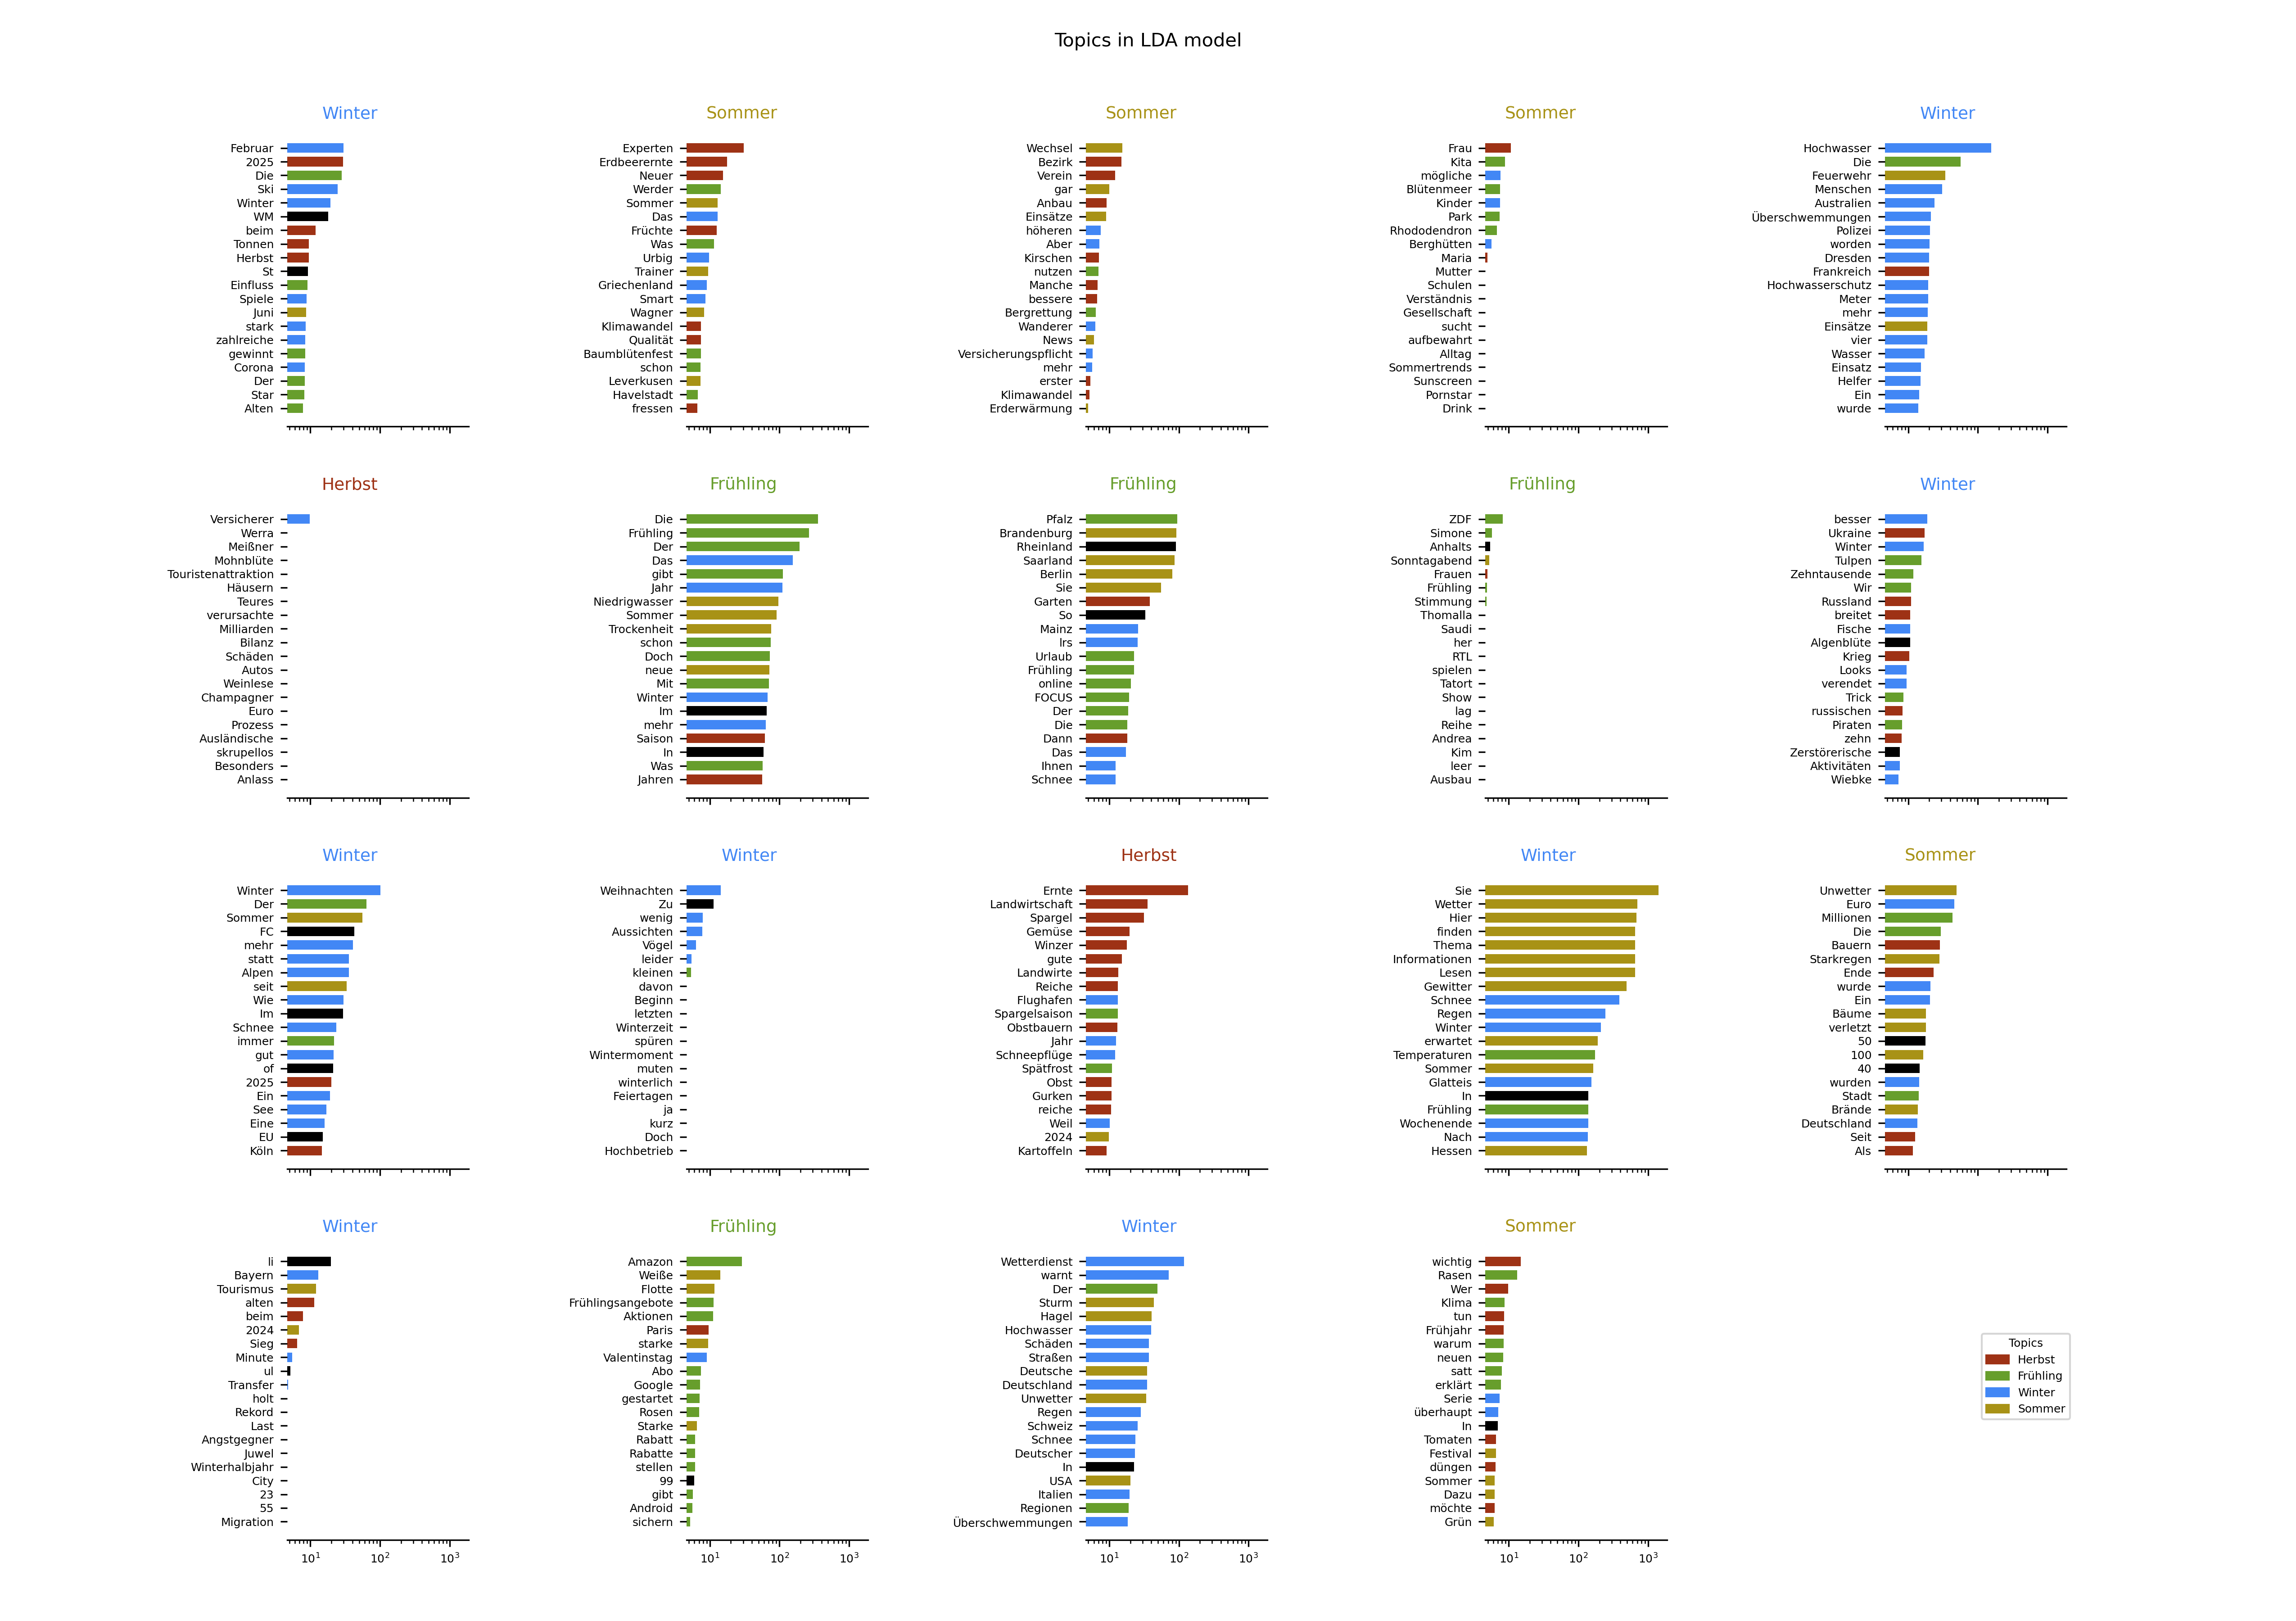 Topics in LDA model
Winter
Februar
2025
Die
Ski
Winter
WM
beim
Tonnen
Herbst
St
Einfluss
Spiele
Juni
stark
zahlreiche
gewinnt
Corona
Der
Star
Alten
Sommer
Experten
Erdbeerernte
Neuer
Werder
Sommer
Das
Früchte
Was
Urbig
Trainer
Griechenland
Smart
Wagner
Klimawandel
Qualität
Baumblütenfest
schon
Leverkusen
Havelstadt
fressen
Sommer
Wechsel
Bezirk
Verein
gar
Anbau
Einsätze
höheren
Aber
Kirschen
nutzen
Manche
bessere
Bergrettung
Wanderer
News
Versicherungspflicht
mehr
erster
Klimawandel
Erderwärmung
Sommer
Frau
Kita
mögliche
Blütenmeer
Kinder
Park
Rhododendron
Berghütten
Maria
Mutter
Schulen
Verständnis
Gesellschaft
sucht
aufbewahrt
Alltag
Sommertrends
Sunscreen
Pornstar
Drink
Winter
Hochwasser
Die
Feuerwehr
Menschen
Australien
Überschwemmungen
Polizei
worden
Dresden
Frankreich
Hochwasserschutz
Meter
mehr
Einsätze
vier
Wasser
Einsatz
Helfer
Ein
wurde
Herbst
Versicherer
Werra
Meißner
Mohnblüte
Touristenattraktion
Häusern
Teures
verursachte
Milliarden
Bilanz
Schäden
Autos
Weinlese
Champagner
Euro
Prozess
Ausländische
skrupellos
Besonders
Anlass
Frühling
Die
Frühling
Der
Das
gibt
Jahr
Niedrigwasser
Sommer
Trockenheit
schon
Doch
neue
Mit
Winter
Im
mehr
Saison
In
Was
Jahren
Frühling
Pfalz
Brandenburg
Rheinland
Saarland
Berlin
Sie
Garten
So
Mainz
lrs
Urlaub
Frühling
online
FOCUS
Der
Die
Dann
Das
Ihnen
Schnee
Frühling
ZDF
Simone
Anhalts
Sonntagabend
Frauen
Frühling
Stimmung
Thomalla
Saudi
her
RTL
spielen
Tatort
Show
lag
Reihe
Andrea
Kim
leer
Ausbau
Winter
besser
Ukraine
Winter
Tulpen
Zehntausende
Wir
Russland
breitet
Fische
Algenblüte
Krieg
Looks
verendet
Trick
russischen
Piraten
zehn
Zerstörerische
Aktivitäten
Wiebke
Winter
Winter
Der
Sommer
FC
mehr
statt
Alpen
seit
Wie
Im
Schnee
immer
gut
of
2025
Ein
See
Eine
EU
Köln
Winter
Weihnachten
Zu
wenig
Aussichten
Vögel
leider
kleinen
davon
Beginn
letzten
Winterzeit
spüren
Wintermoment
muten
winterlich
Feiertagen
ja
kurz
Doch
Hochbetrieb
Herbst
Ernte
Landwirtschaft
Spargel
Gemüse
Winzer
gute
Landwirte
Reiche
Flughafen
Spargelsaison
Obstbauern
Jahr
Schneepflüge
Spätfrost
Obst
Gurken
reiche
Weil
2024
Kartoffeln
Winter
Sie
Wetter
Hier
finden
Thema
Informationen
Lesen
Gewitter
Schnee
Regen
Winter
erwartet
Temperaturen
Sommer
Glatteis
In
Frühling
Wochenende
Nach
Hessen
Sommer
Unwetter
Euro
Millionen
Die
Bauern
Starkregen
Ende
wurde
Ein
Bäume
verletzt
50
100
40
wurden
Stadt
Brände
Deutschland
Seit
Als
Winter
li
Bayern
Tourismus
alten
beim
2024
Sieg
Minute
ul
Transfer
holt
Rekord
Last
Angstgegner
Juwel
Winterhalbjahr
City
23
55
Migration
10¹ 10² 10³
Frühling
Amazon
Weiße
Flotte
Frühlingsangebote
Aktionen
Paris
starke
Valentinstag
Abo
Google
gestartet
Rosen
Starke
Rabatt
Rabatte
stellen
99
gibt
Android
sichern
10¹ 10² 10³
Winter
Wetterdienst
warnt
Der
Sturm
Hagel
Hochwasser
Schäden
Straßen
Deutsche
Deutschland
Unwetter
Regen
Schweiz
Schnee
Deutscher
In
USA
Italien
Regionen
Überschwemmungen
10¹ 10² 10³
Sommer
wichtig
Rasen
Wer
Klima
tun
Frühjahr
warum
neuen
satt
erklärt
Serie
überhaupt
In
Tomaten
Festival
düngen
Sommer
Dazu
möchte
Grün
10¹ 10² 10³
Topics
Herbst
Frühling
Winter
Sommer